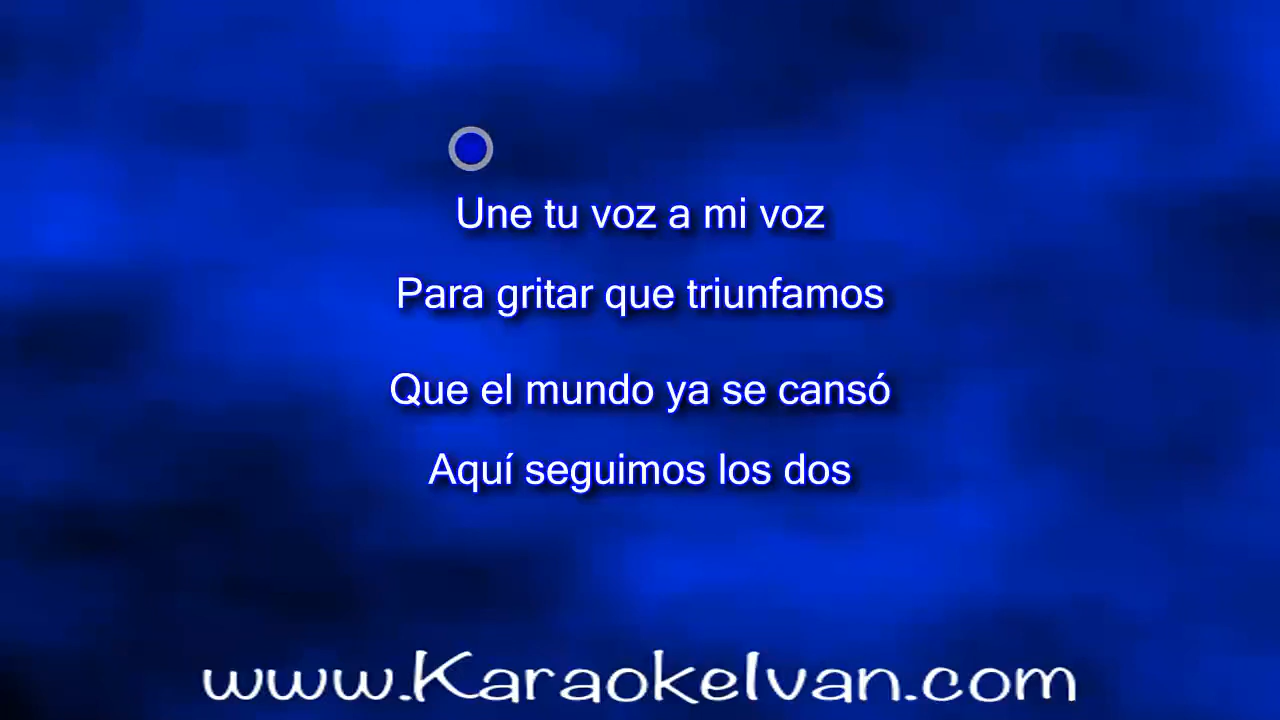 Une tu voz a mi voz
Para gritar que triunfamos
Que el mundo ya se cansó
Aquí seguimos los dos
www.KaraokeIvan.com